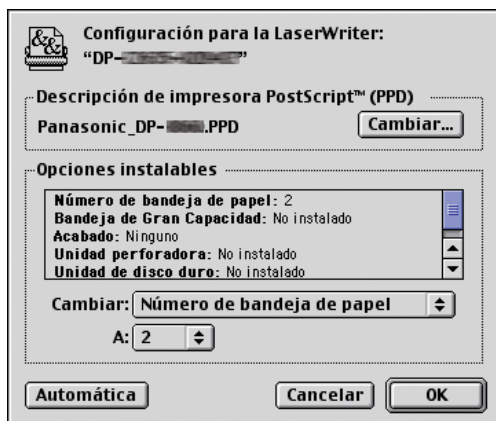 Configuración para la LaserWriter:
“DP-”
Descripción de impresora PostScript™ (PPD)
Panasonic_DP-.PPD
Cambiar...
Opciones instalables
Número de bandeja de papel: 2
Bandeja de Gran Capacidad: No instalado
Acabado: Ninguno
Unidad perforadora: No instalado
Unidad de disco duro: No instalado
Cambiar: Número de bandeja de papel
A: 2
Automática
Cancelar
OK